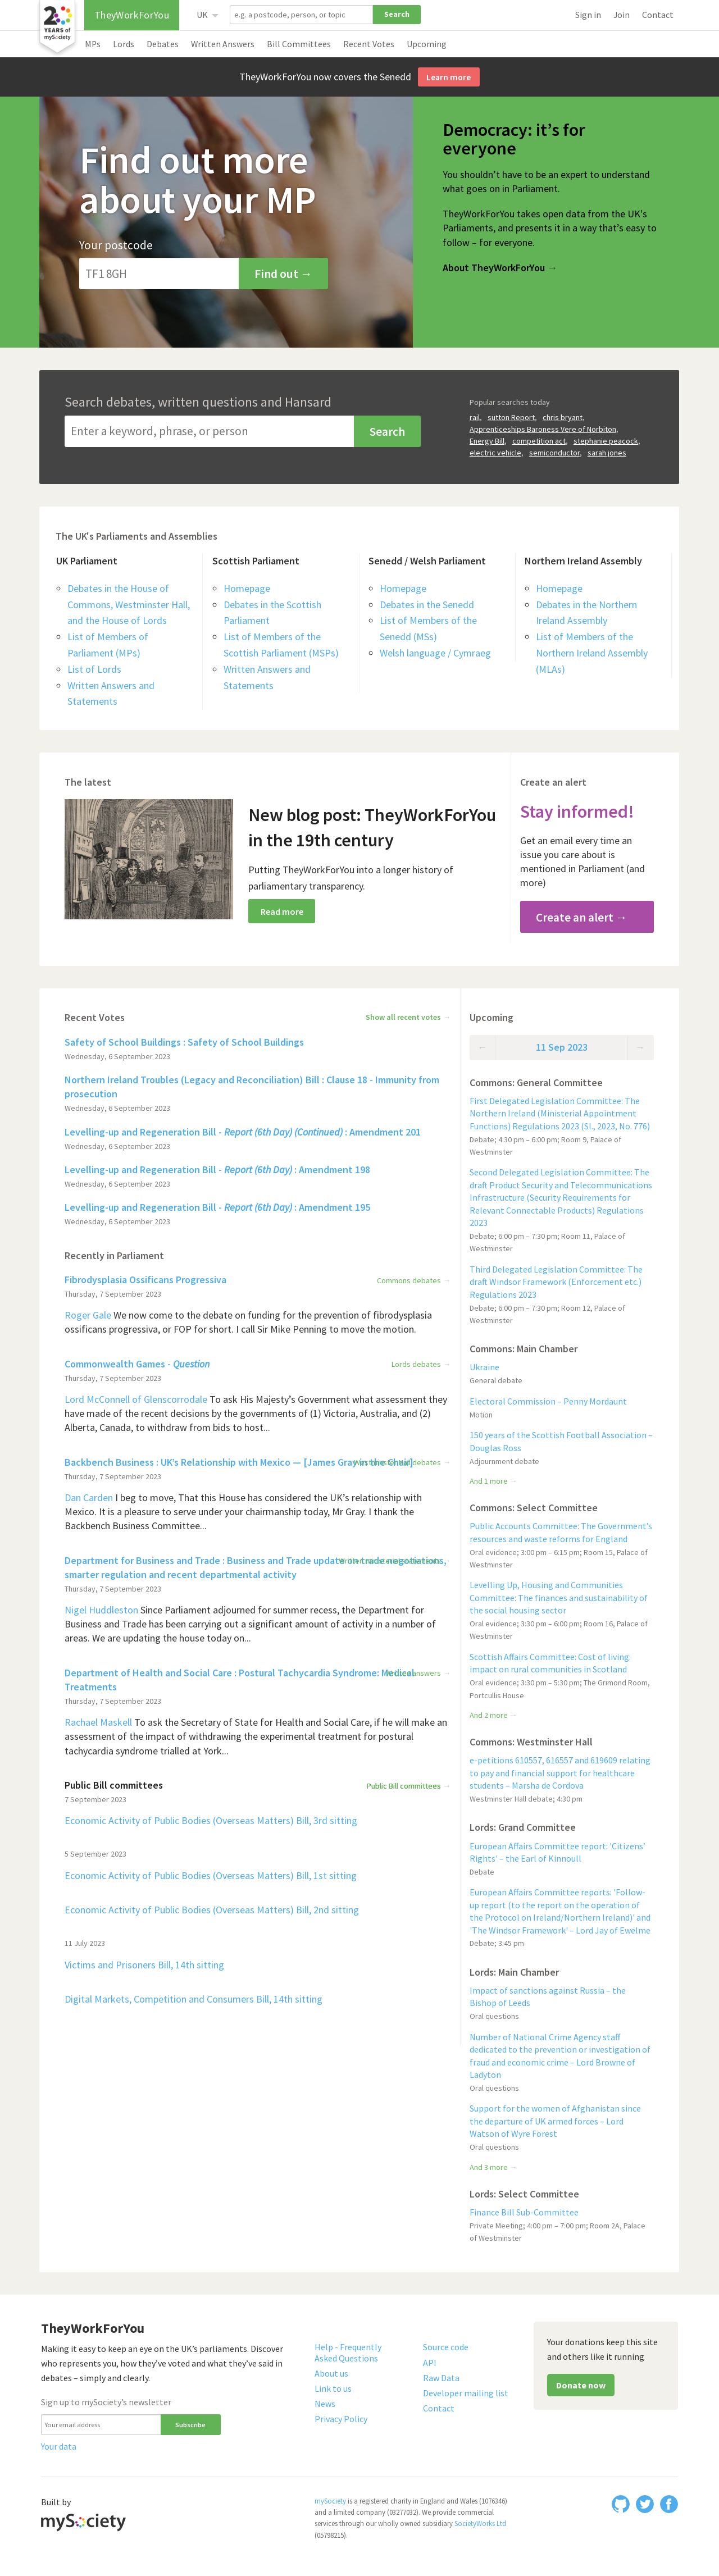 20
YEARS of
mySociety
TheyWorkForYou
UK
e.g. a postcode, person, or topic
Search
Sign in
Join
Contact
MPs
Lords
Debates
Written Answers
Bill Committees
Recent Votes
Upcoming
TheyWorkForYou now covers the Senedd
Learn more
Find out more
about your MP
Your postcode
TF1 8GH
Find out →
Democracy: it’s for
everyone
You shouldn’t have to be an expert to understand
what goes on in Parliament.
TheyWorkForYou takes open data from the UK’s
Parliaments, and presents it in a way that’s easy to
follow – for everyone.
About TheyWorkForYou →
Search debates, written questions and Hansard
Enter a keyword, phrase, or person
Search
Popular searches today
rail, sutton Report, chris bryant,
Apprenticeships Baroness Vere of Norbiton,
Energy Bill, competition act, stephanie peacock,
electric vehicle, semiconductor, sarah jones
The UK's Parliaments and Assemblies
UK Parliament
Debates in the House of
Commons, Westminster Hall,
and the House of Lords
List of Members of
Parliament (MPs)
List of Lords
Written Answers and
Statements
Scottish Parliament
Homepage
Debates in the Scottish
Parliament
List of Members of the
Scottish Parliament (MSPs)
Written Answers and
Statements
Senedd / Welsh Parliament
Homepage
Debates in the Senedd
List of Members of the
Senedd (MSs)
Welsh language / Cymraeg
Northern Ireland Assembly
Homepage
Debates in the Northern
Ireland Assembly
List of Members of the
Northern Ireland Assembly
(MLAs)
The latest
New blog post: TheyWorkForYou
in the 19th century
Putting TheyWorkForYou into a longer history of
parliamentary transparency.
Read more
Create an alert
Stay informed!
Get an email every time an
issue you care about is
mentioned in Parliament (and
more)
Create an alert →
Recent Votes
Show all recent votes →
Safety of School Buildings : Safety of School Buildings
Wednesday, 6 September 2023
Northern Ireland Troubles (Legacy and Reconciliation) Bill : Clause 18 - Immunity from
prosecution
Wednesday, 6 September 2023
Levelling-up and Regeneration Bill - Report (6th Day) (Continued) : Amendment 201
Wednesday, 6 September 2023
Levelling-up and Regeneration Bill - Report (6th Day) : Amendment 198
Wednesday, 6 September 2023
Levelling-up and Regeneration Bill - Report (6th Day) : Amendment 195
Wednesday, 6 September 2023
Recently in Parliament
Fibrodysplasia Ossificans Progressiva
Commons debates →
Thursday, 7 September 2023
Roger Gale We now come to the debate on funding for the prevention of fibrodysplasia
ossificans progressiva, or FOP for short. I call Sir Mike Penning to move the motion.
Commonwealth Games - Question
Lords debates →
Thursday, 7 September 2023
Lord McConnell of Glenscorrodale To ask His Majesty’s Government what assessment they
have made of the recent decisions by the governments of (1) Victoria, Australia, and (2)
Alberta, Canada, to withdraw from bids to host...
Backbench Business : UK’s Relationship with Mexico — [James Gray in the Chair]
debates →
Thursday, 7 September 2023
Dan Carden I beg to move, That this House has considered the UK’s relationship with
Mexico. It is a pleasure to serve under your chairmanship today, Mr Gray. I thank the
Backbench Business Committee...
Department for Business and Trade : Business and Trade update on trade negotiations,
smarter regulation and recent departmental activity
Thursday, 7 September 2023
Nigel Huddleston Since Parliament adjourned for summer recess, the Department for
Business and Trade has been carrying out a significant amount of activity in a number of
areas. We are updating the house today on...
Department of Health and Social Care : Postural Tachycardia Syndrome: Medical
answers →
Treatments
Thursday, 7 September 2023
Rachael Maskell To ask the Secretary of State for Health and Social Care, if he will make an
assessment of the impact of withdrawing the experimental treatment for postural
tachycardia syndrome trialled at York...
Public Bill committees
Public Bill committees →
7 September 2023
Economic Activity of Public Bodies (Overseas Matters) Bill, 3rd sitting
5 September 2023
Economic Activity of Public Bodies (Overseas Matters) Bill, 1st sitting
Economic Activity of Public Bodies (Overseas Matters) Bill, 2nd sitting
11 July 2023
Victims and Prisoners Bill, 14th sitting
Digital Markets, Competition and Consumers Bill, 14th sitting
Upcoming
← 11 Sep 2023 →
Commons: General Committee
First Delegated Legislation Committee: The
Northern Ireland (Ministerial Appointment
Functions) Regulations 2023 (SI., 2023, No. 776)
Debate; 4:30 pm – 6:00 pm; Room 9, Palace of
Westminster
Second Delegated Legislation Committee: The
draft Product Security and Telecommunications
Infrastructure (Security Requirements for
Relevant Connectable Products) Regulations
2023
Debate; 6:00 pm – 7:30 pm; Room 11, Palace of
Westminster
Third Delegated Legislation Committee: The
draft Windsor Framework (Enforcement etc.)
Regulations 2023
Debate; 6:00 pm – 7:30 pm; Room 12, Palace of
Westminster
Commons: Main Chamber
Ukraine
General debate
Electoral Commission – Penny Mordaunt
Motion
150 years of the Scottish Football Association –
Douglas Ross
Adjournment debate
And 1 more →
Commons: Select Committee
Public Accounts Committee: The Government’s
resources and waste reforms for England
Oral evidence; 3:00 pm – 6:15 pm; Room 15, Palace of
Westminster
Levelling Up, Housing and Communities
Committee: The finances and sustainability of
the social housing sector
Oral evidence; 3:30 pm – 6:00 pm; Room 16, Palace of
Westminster
Scottish Affairs Committee: Cost of living:
impact on rural communities in Scotland
Oral evidence; 3:30 pm – 5:30 pm; The Grimond Room,
Portcullis House
And 2 more →
Commons: Westminster Hall
e-petitions 610557, 616557 and 619609 relating
to pay and financial support for healthcare
students – Marsha de Cordova
Westminster Hall debate; 4:30 pm
Lords: Grand Committee
European Affairs Committee report: 'Citizens’
Rights' – the Earl of Kinnoull
Debate
European Affairs Committee reports: 'Follow-
up report (to the report on the operation of
the Protocol on Ireland/Northern Ireland)' and
'The Windsor Framework' – Lord Jay of Ewelme
Debate; 3:45 pm
Lords: Main Chamber
Impact of sanctions against Russia – the
Bishop of Leeds
Oral questions
Number of National Crime Agency staff
dedicated to the prevention or investigation of
fraud and economic crime – Lord Browne of
Ladyton
Oral questions
Support for the women of Afghanistan since
the departure of UK armed forces – Lord
Watson of Wyre Forest
Oral questions
And 3 more →
Lords: Select Committee
Finance Bill Sub-Committee
Private Meeting; 4:00 pm – 7:00 pm; Room 2A, Palace
of Westminster
TheyWorkForYou
Making it easy to keep an eye on the UK’s parliaments. Discover
who represents you, how they’ve voted and what they’ve said in
debates – simply and clearly.
Sign up to mySociety’s newsletter
Your email address
Subscribe
Your data
Help - Frequently
Asked Questions
About us
Link to us
News
Privacy Policy
Source code
API
Raw Data
Developer mailing list
Contact
Your donations keep this site
and others like it running
Donate now
Built by
mySociety
mySociety is a registered charity in England and Wales (1076346)
and a limited company (03277032). We provide commercial
services through our wholly owned subsidiary SocietyWorks Ltd
(05798215).